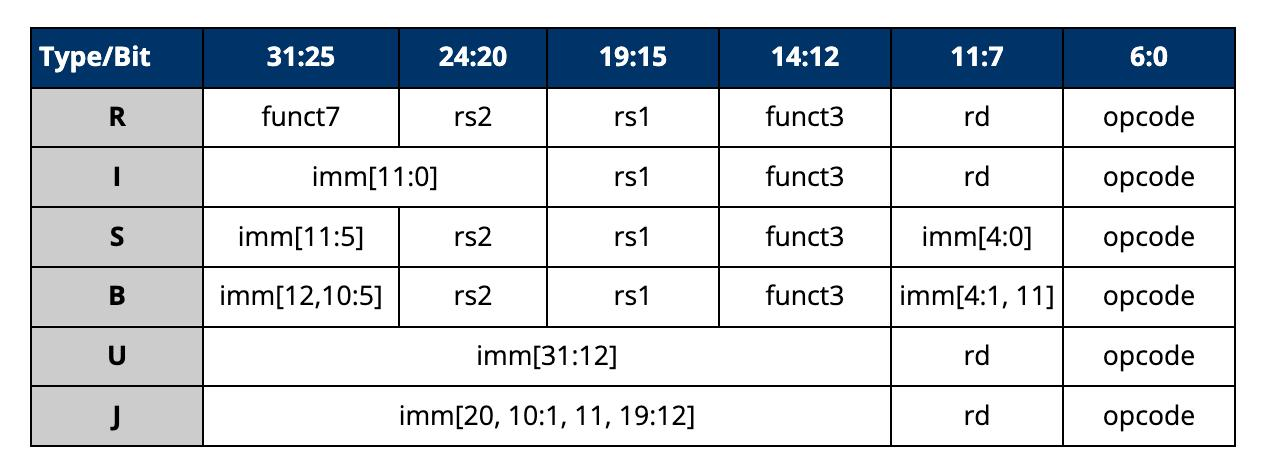 Type/Bit 31:25 24:20 19:15 14:12 11:7 6:0
R funct7 rs2 rs1 funct3 rd opcode
I imm[11:0] rs1 funct3 rd opcode
S imm[11:5] rs2 rs1 funct3 imm[4:0] opcode
B imm[12,10:5] rs2 rs1 funct3 imm[4:1, 11] opcode
U imm[31:12] rd opcode
J imm[20, 10:1, 11, 19:12] rd opcode